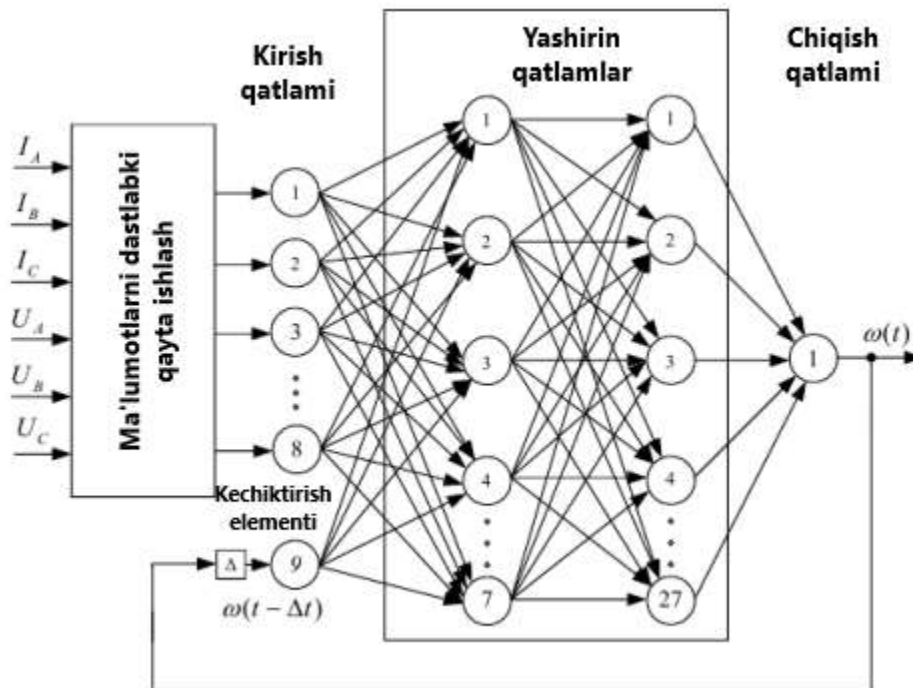 Kirish
qatlami
Yashirin
qatlamlar
Chiqish
qatlami
I_A
I_B
I_C
U_A
U_B
U_C
Ma'lumotlarni dastlabki
qayta ishlash
1
2
3
8
Kechiktirish
elementi
Δ
9
ω(t − Δt)
1
2
3
4
7
1
2
3
4
27
1
ω(t)